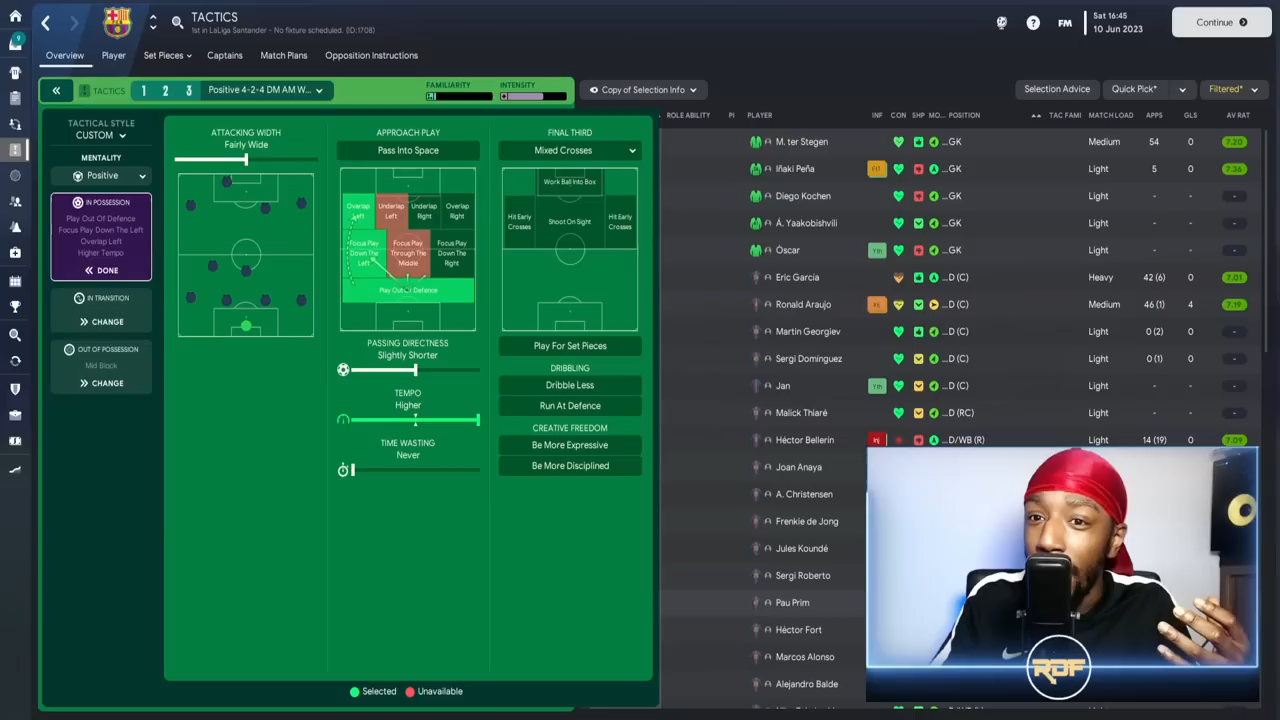 TACTICS
1st in LaLiga Santander - No fixture scheduled. (ID:1708)
9
FM
Sat 16:45
10 Jun 2023
Continue
Overview
Player
Set Pieces
Captains
Match Plans
Opposition Instructions
TACTICS
1 2 3
Positive 4-2-4 DM AM W...
FAMILIARITY
INTENSITY
Copy of Selection Info
Selection Advice
Quick Pick*
Filtered*
TACTICAL STYLE
CUSTOM
MENTALITY
Positive
IN POSSESSION
Play Out Of Defence
Focus Play Down The Left
Overlap Left
Higher Tempo
DONE
IN TRANSITION
CHANGE
OUT OF POSSESSION
Mid Block
CHANGE
ATTACKING WIDTH
Fairly Wide
APPROACH PLAY
Pass Into Space
Overlap Left
Underlap Left
Underlap Right
Overlap Right
Focus Play Down The Left
Focus Play Through The Middle
Focus Play Down The Right
Play Out Of Defence
PASSING DIRECTNESS
Slightly Shorter
TEMPO
Higher
TIME WASTING
Never
FINAL THIRD
Mixed Crosses
Work Ball Into Box
Hit Early Crosses
Shoot On Sight
Hit Early Crosses
Play For Set Pieces
DRIBBLING
Dribble Less
Run At Defence
CREATIVE FREEDOM
Be More Expressive
Be More Disciplined
Selected
Unavailable
ROLE ABILITY PI PLAYER INF CON SHP MO... POSITION TAC FAMI MATCH LOAD APPS GLS AV RAT
M. ter Stegen ...GK Medium 54 0 7.20
Iñaki Peña ...GK Light 5 0 7.36
Diego Kochen ...GK Light - - -
Á. Yaakobishvili ...GK Light - - -
Óscar Yth ...GK Light - - -
Eric García ...D (C) Heavy 42 (6) 0 7.01
Ronald Araujo Inj ...D (C) Medium 46 (1) 4 7.19
Martin Georgiev ...D (C) Light 0 (2) 0 -
Sergi Domínguez ...D (C) Light 0 (1) 0 -
Jan Yth ...D (C) Light - - -
Malick Thiaré ...D (RC) Light - - -
Héctor Bellerín Inj ...D/WB (R) Light 14 (19) 0 7.09
Joan Anaya
A. Christensen
Frenkie de Jong
Jules Koundé
Sergi Roberto
Pau Prim
Héctor Fort
Marcos Alonso
Alejandro Balde
RDF